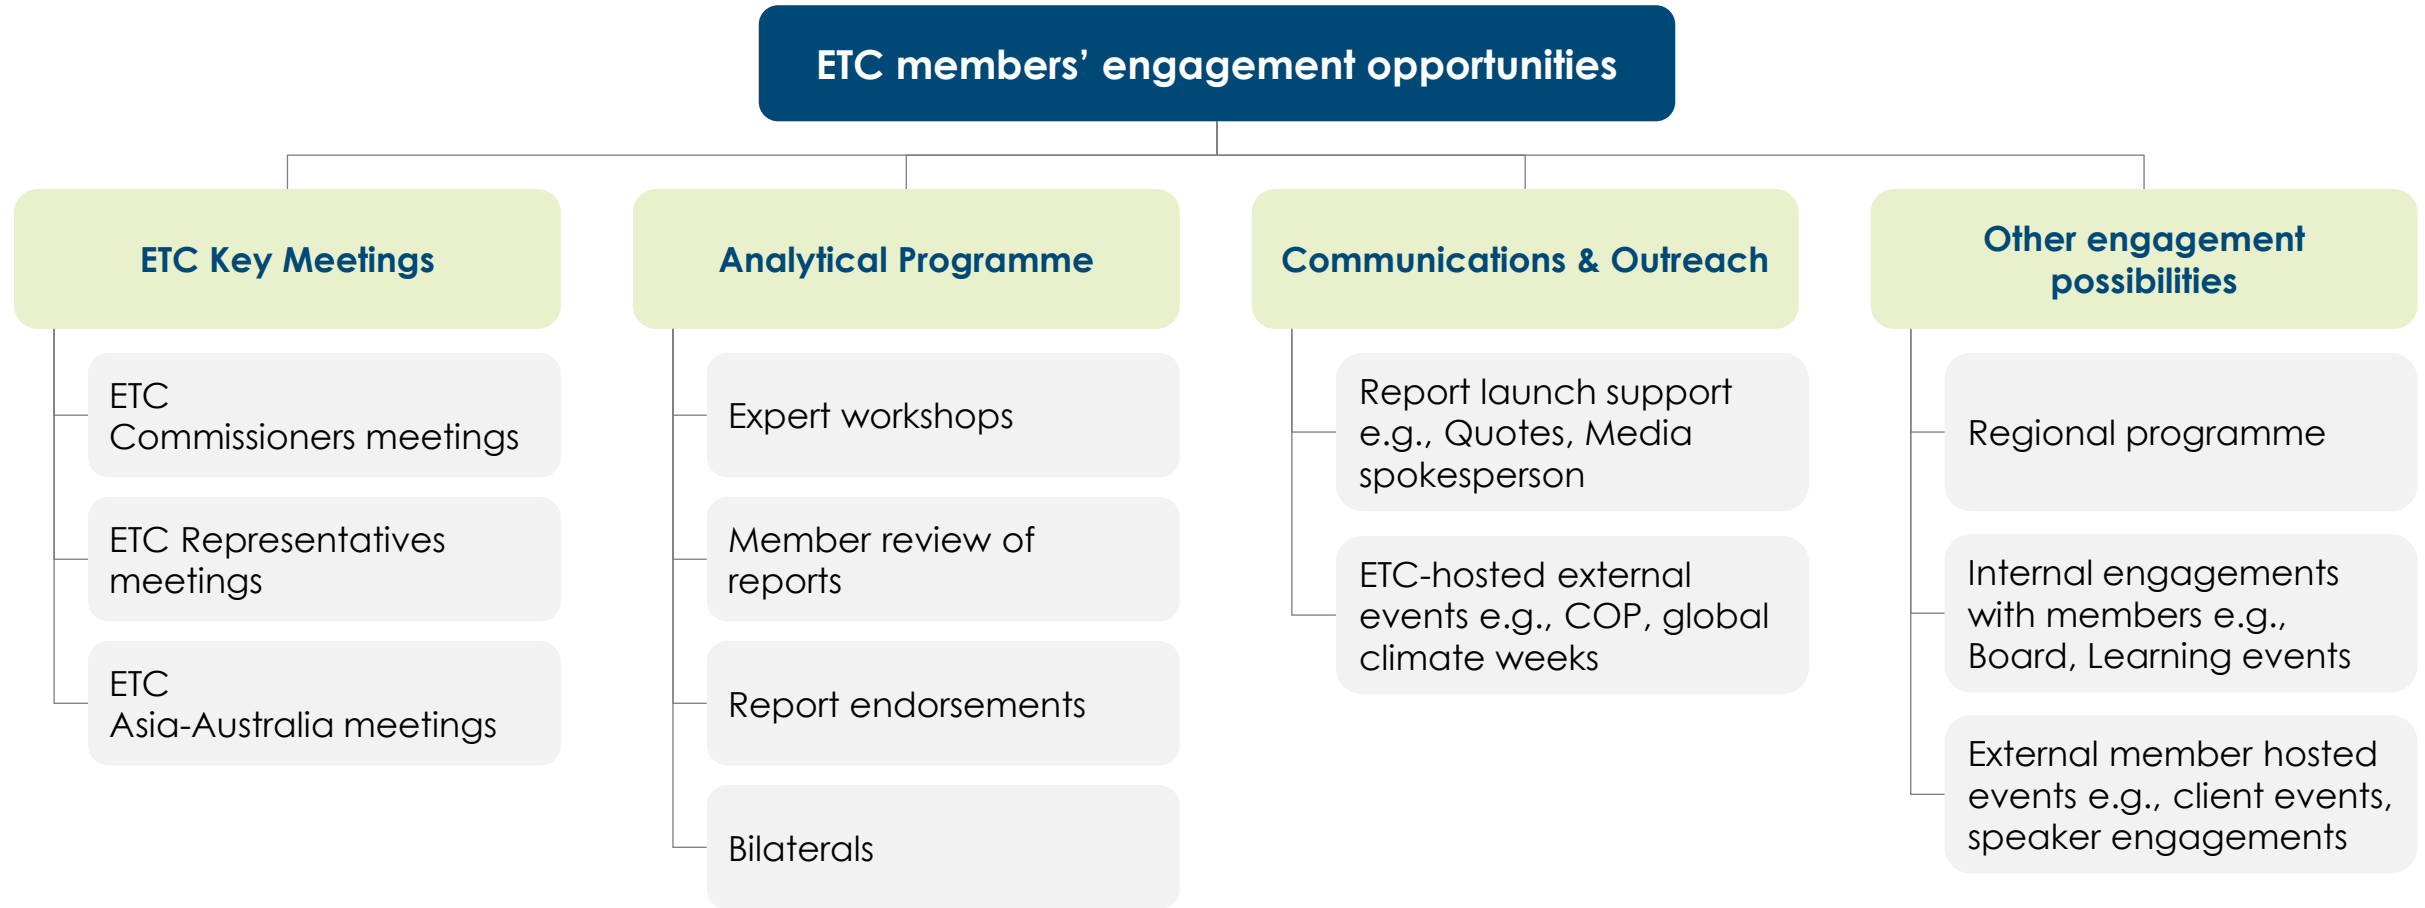 ETC members’ engagement opportunities
ETC Key Meetings
ETC
Commissioners meetings
ETC Representatives
meetings
ETC
Asia-Australia meetings
Analytical Programme
Expert workshops
Member review of
reports
Report endorsements
Bilaterals
Communications & Outreach
Report launch support
e.g., Quotes, Media
spokesperson
ETC-hosted external
events e.g., COP, global
climate weeks
Other engagement
possibilities
Regional programme
Internal engagements
with members e.g.,
Board, Learning events
External member hosted
events e.g., client events,
speaker engagements